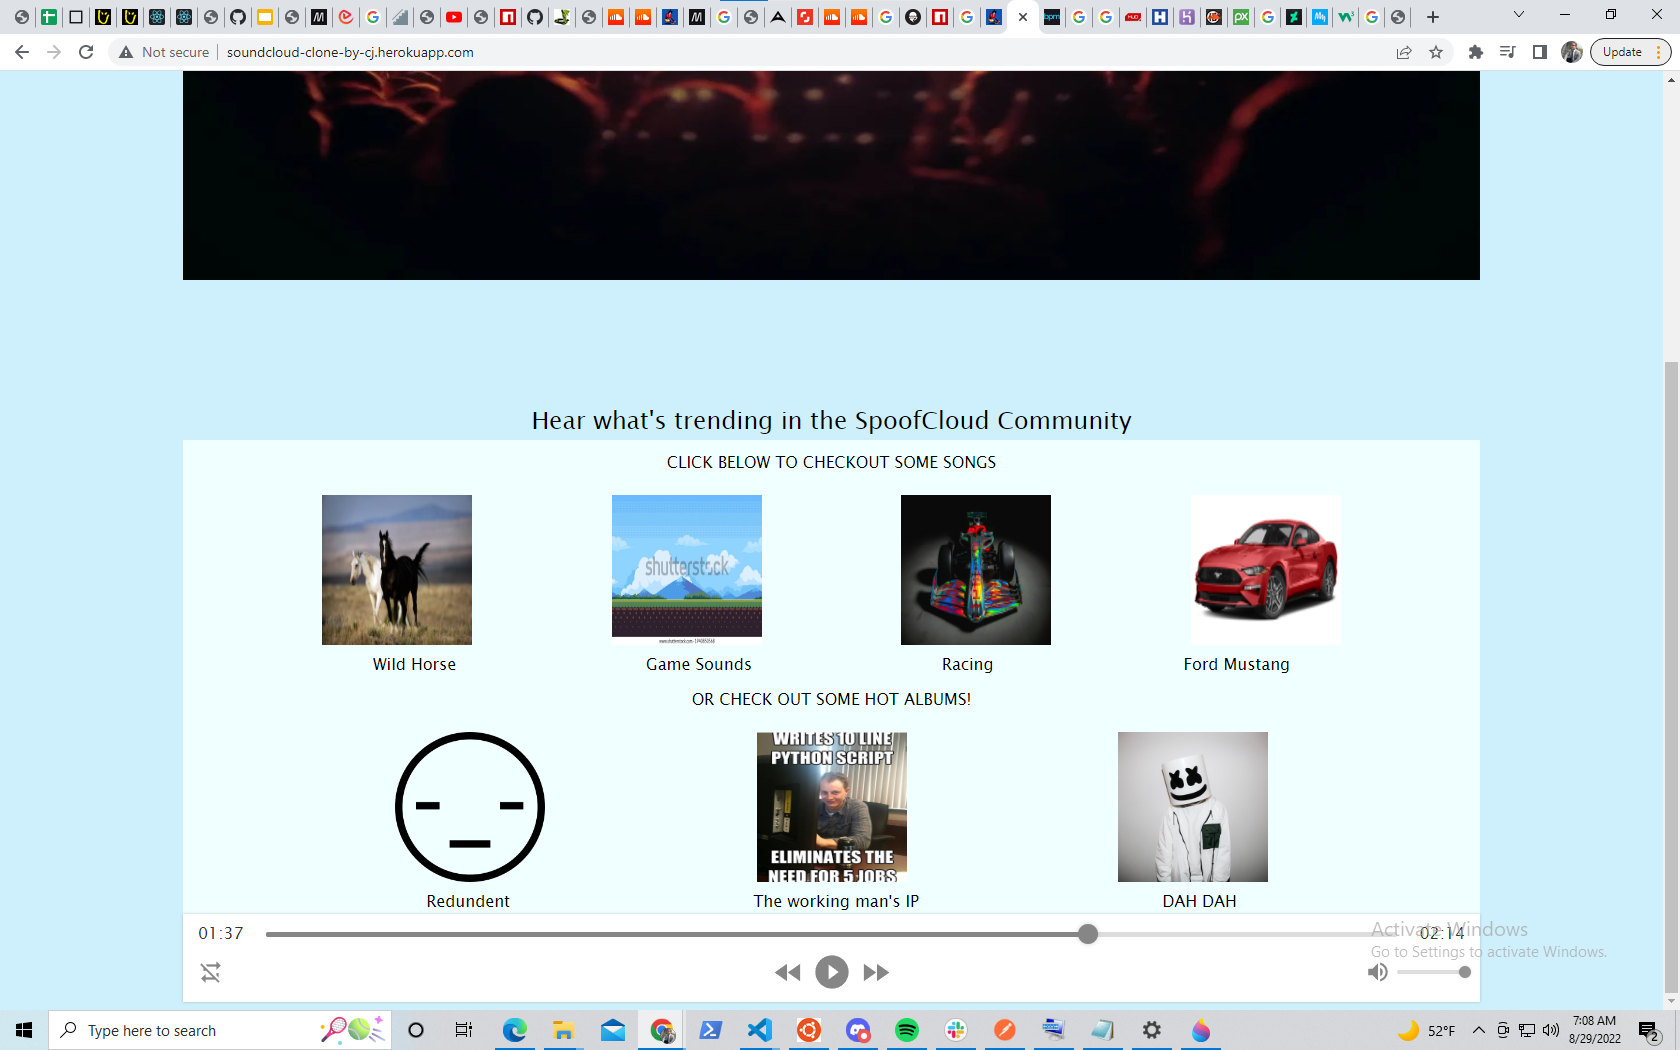 Not secure
soundcloud-clone-by-cj.herokuapp.com
Update
Hear what's trending in the SpoofCloud Community
CLICK BELOW TO CHECKOUT SOME SONGS
shutterstock
Wild Horse
Game Sounds
Racing
Ford Mustang
OR CHECK OUT SOME HOT ALBUMS!
WRITES 10 LINE
PYTHON SCRIPT
ELIMINATES THE
NEED FOR 5 JOBS
Redundent
The working man's IP
DAH DAH
01:37
02:14
Activate Windows
Go to Settings to activate Windows.
Type here to search
52°F
7:08 AM
8/29/2022
2